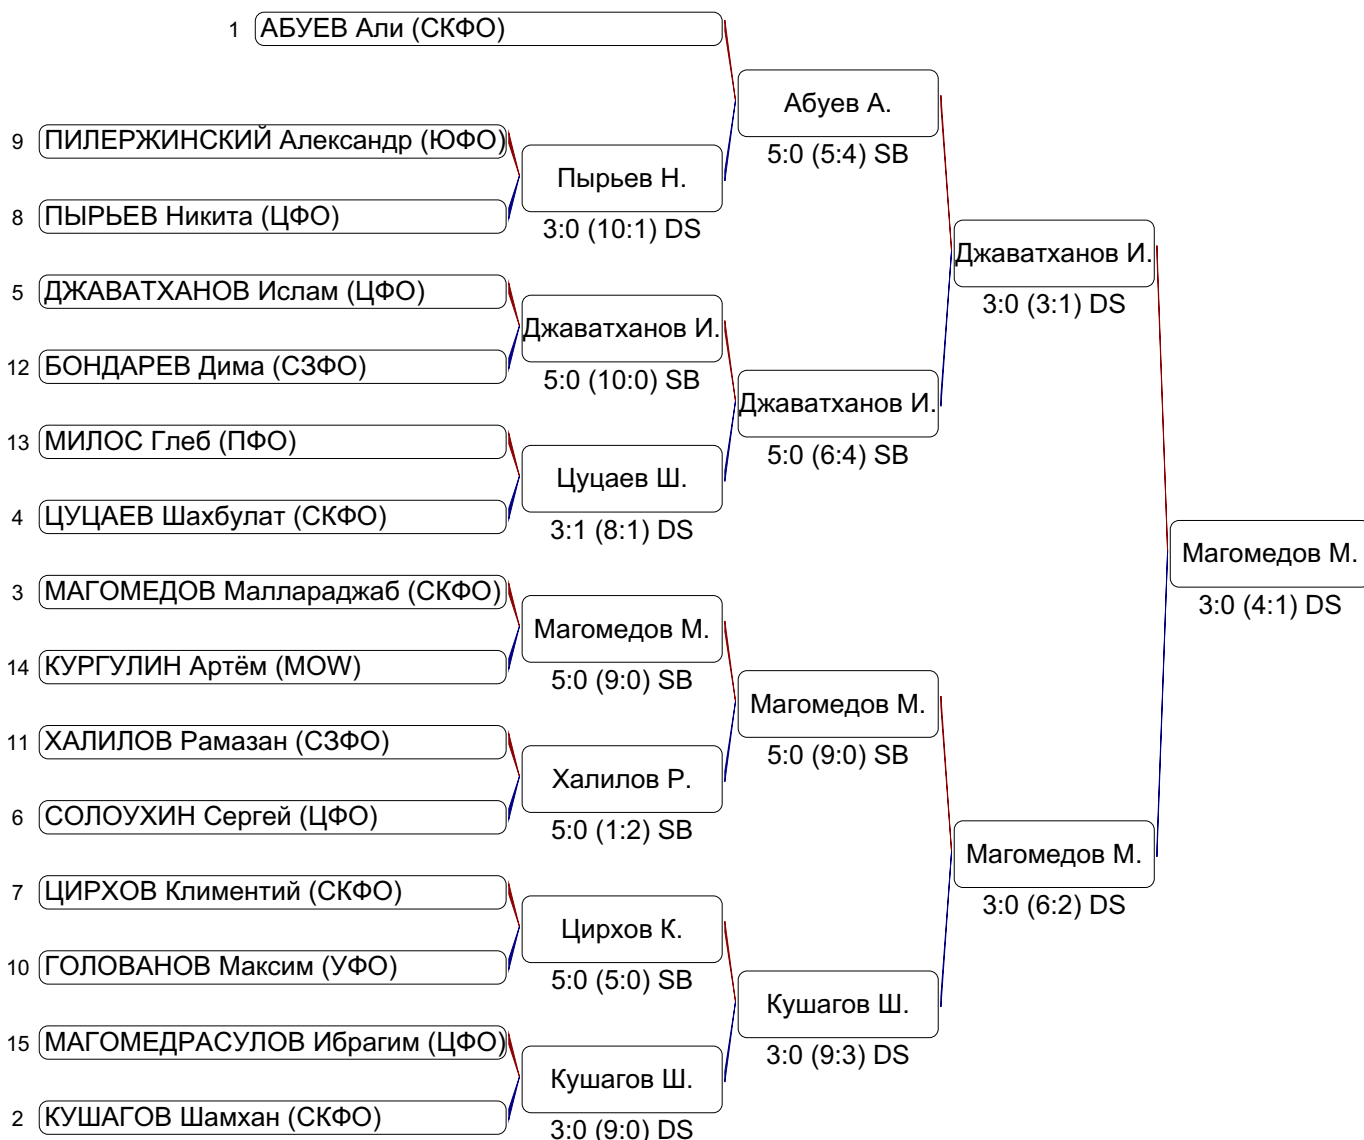 1 АБУЕВ Али (СКФО)
Абуев А.
5:0 (5:4) SB
9 ПИЛЕРЖИНСКИЙ Александр (ЮФО)
Пырьев Н.
3:0 (10:1) DS
8 ПЫРЬЕВ Никита (ЦФО)
Джаватханов И.
3:0 (3:1) DS
5 ДЖАВАТХАНОВ Ислам (ЦФО)
Джаватханов И.
5:0 (10:0) SB
12 БОНДАРЕВ Дима (СЗФО)
Джаватханов И.
5:0 (6:4) SB
13 МИЛОС Глеб (ПФО)
Цуцаев Ш.
3:1 (8:1) DS
4 ЦУЦАЕВ Шахбулат (СКФО)
Магомедов М.
3:0 (4:1) DS
3 МАГОМЕДОВ Маллараджаб (СКФО)
Магомедов М.
5:0 (9:0) SB
14 КУРГУЛИН Артём (MOW)
Магомедов М.
5:0 (9:0) SB
11 ХАЛИЛОВ Рамазан (СЗФО)
Халилов Р.
5:0 (1:2) SB
6 СОЛОУХИН Сергей (ЦФО)
Магомедов М.
3:0 (6:2) DS
7 ЦИРХОВ Климентий (СКФО)
Цирхов К.
5:0 (5:0) SB
10 ГОЛОВАНОВ Максим (УФО)
Кушагов Ш.
3:0 (9:3) DS
15 МАГОМЕДРАСУЛОВ Ибрагим (ЦФО)
Кушагов Ш.
3:0 (9:0) DS
2 КУШАГОВ Шамхан (СКФО)